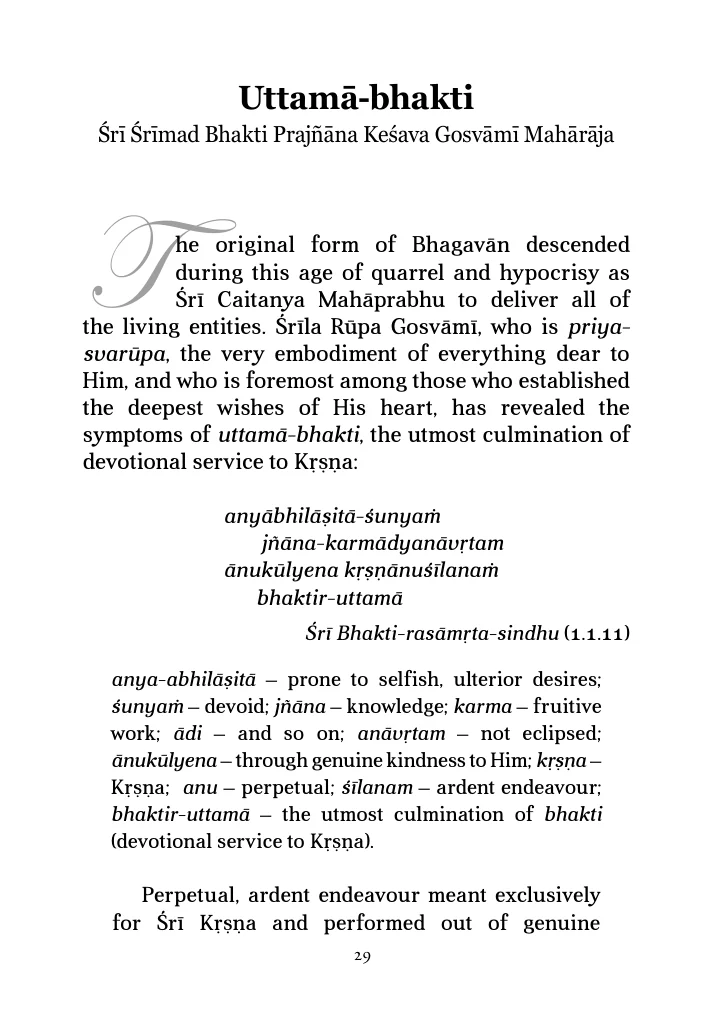 Uttamā-bhakti
Śrī Śrīmad Bhakti Prajñāna Keśava Gosvāmī Mahārāja
The original form of Bhagavān descended
during this age of quarrel and hypocrisy as
Śrī Caitanya Mahāprabhu to deliver all of
the living entities. Śrīla Rūpa Gosvāmī, who is priya-
svarūpa, the very embodiment of everything dear to
Him, and who is foremost among those who established
the deepest wishes of His heart, has revealed the
symptoms of uttamā-bhakti, the utmost culmination of
devotional service to Kṛṣṇa:
anyābhilāṣitā-śunyaṁ
jñāna-karmādyanāvṛtam
ānukūlyena kṛṣṇānuśīlanaṁ
bhaktir-uttamā
Śrī Bhakti-rasāmṛta-sindhu (1.1.11)
anya-abhilāṣitā – prone to selfish, ulterior desires;
śunyaṁ – devoid; jñāna – knowledge; karma – fruitive
work; ādi – and so on; anāvṛtam – not eclipsed;
ānukūlyena – through genuine kindness to Him; kṛṣṇa –
Kṛṣṇa; anu – perpetual; śīlanam – ardent endeavour;
bhaktir-uttamā – the utmost culmination of bhakti
(devotional service to Kṛṣṇa).
Perpetual, ardent endeavour meant exclusively
for Śrī Kṛṣṇa and performed out of genuine
29